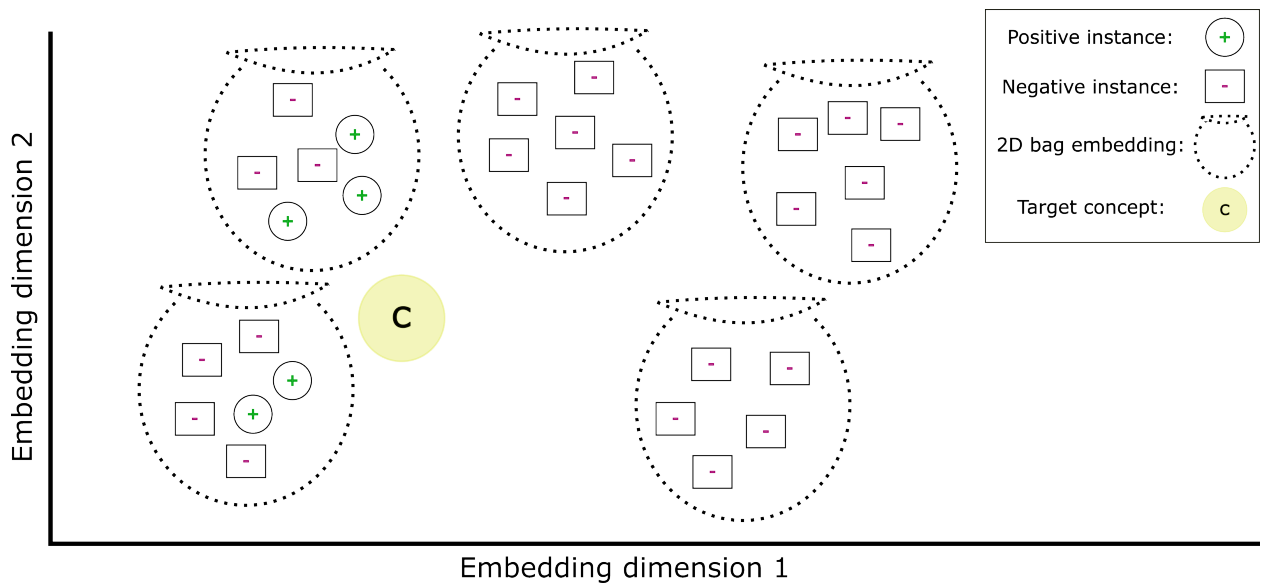 Positive instance: +
Negative instance: -
2D bag embedding:
Target concept: C
- + - - + +
- - - - - - -
- - - - - -
- - + - + -
C
- - - - -
Embedding dimension 2
Embedding dimension 1